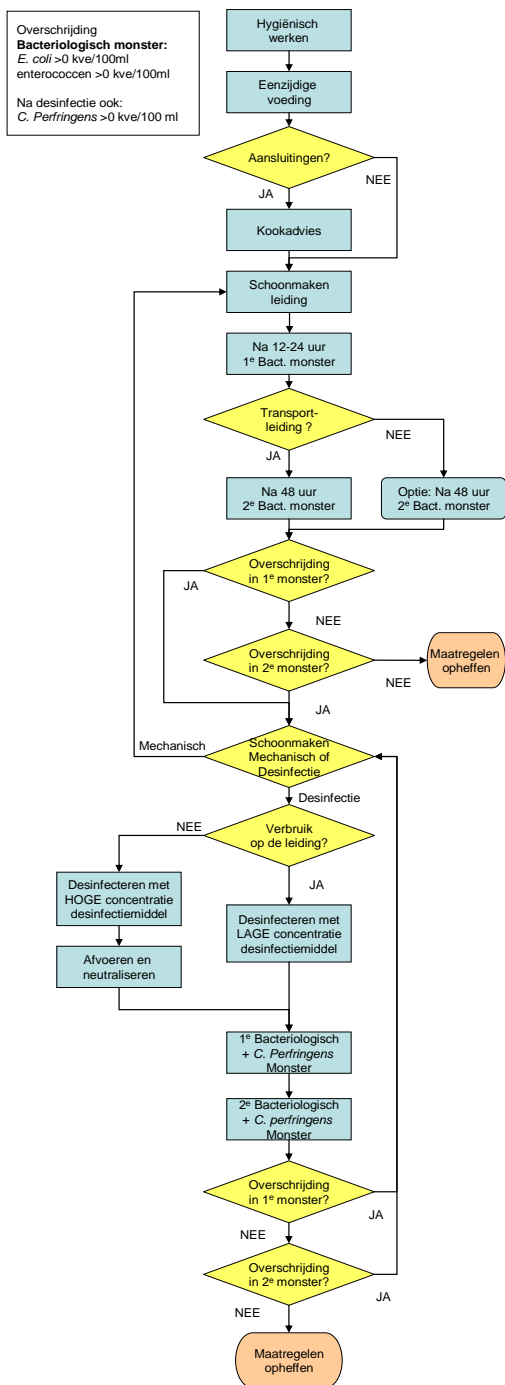 Overschrijding
Bacteriologisch monster:
E. coli >0 kve/100ml
enterococcen >0 kve/100ml
Na desinfectie ook:
C. Perfringens >0 kve/100 ml
Hygiënisch
werken
Eenzijdige
voeding
Aansluitingen?
NEE
JA
Kookadvies
Schoonmaken
leiding
Na 12-24 uur
1e Bact. monster
Transport-
leiding ?
NEE
JA
Na 48 uur
2e Bact. monster
Optie: Na 48 uur
2e Bact. monster
Overschrijding
in 1e monster?
JA
NEE
Overschrijding
in 2e monster?
Maatregelen
opheffen
NEE
JA
Mechanisch
Schoonmaken
Mechanisch of
Desinfectie
Desinfectie
NEE
Verbruik
op de leiding?
JA
Desinfecteren met
HOGE concentratie
desinfectiemiddel
Desinfecteren met
LAGE concentratie
desinfectiemiddel
Afvoeren en
neutraliseren
1e Bacteriologisch
+ C. Perfringens
Monster
2e Bacteriologisch
+ C. perfringens
Monster
Overschrijding
in 1e monster?
JA
NEE
Overschrijding
in 2e monster?
JA
NEE
Maatregelen
opheffen